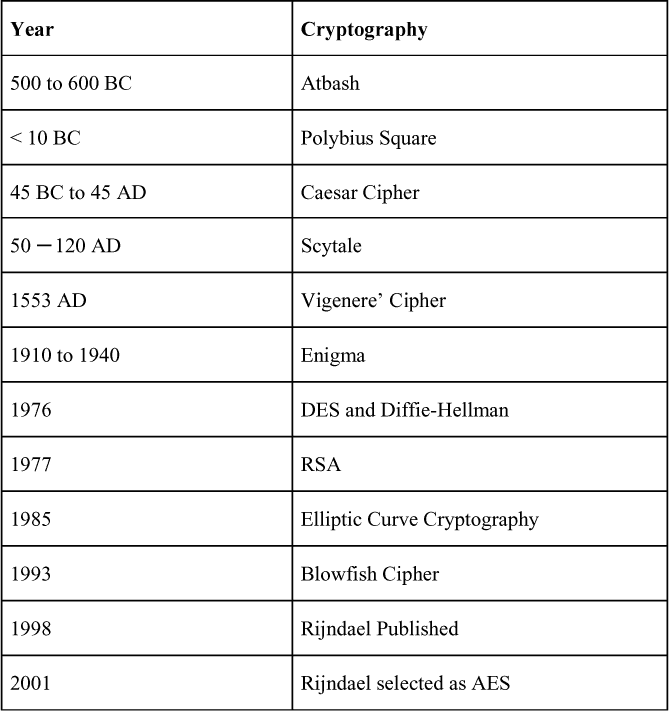 Year Cryptography
500 to 600 BC Atbash
< 10 BC Polybius Square
45 BC to 45 AD Caesar Cipher
50 – 120 AD Scytale
1553 AD Vigenere’ Cipher
1910 to 1940 Enigma
1976 DES and Diffie-Hellman
1977 RSA
1985 Elliptic Curve Cryptography
1993 Blowfish Cipher
1998 Rijndael Published
2001 Rijndael selected as AES